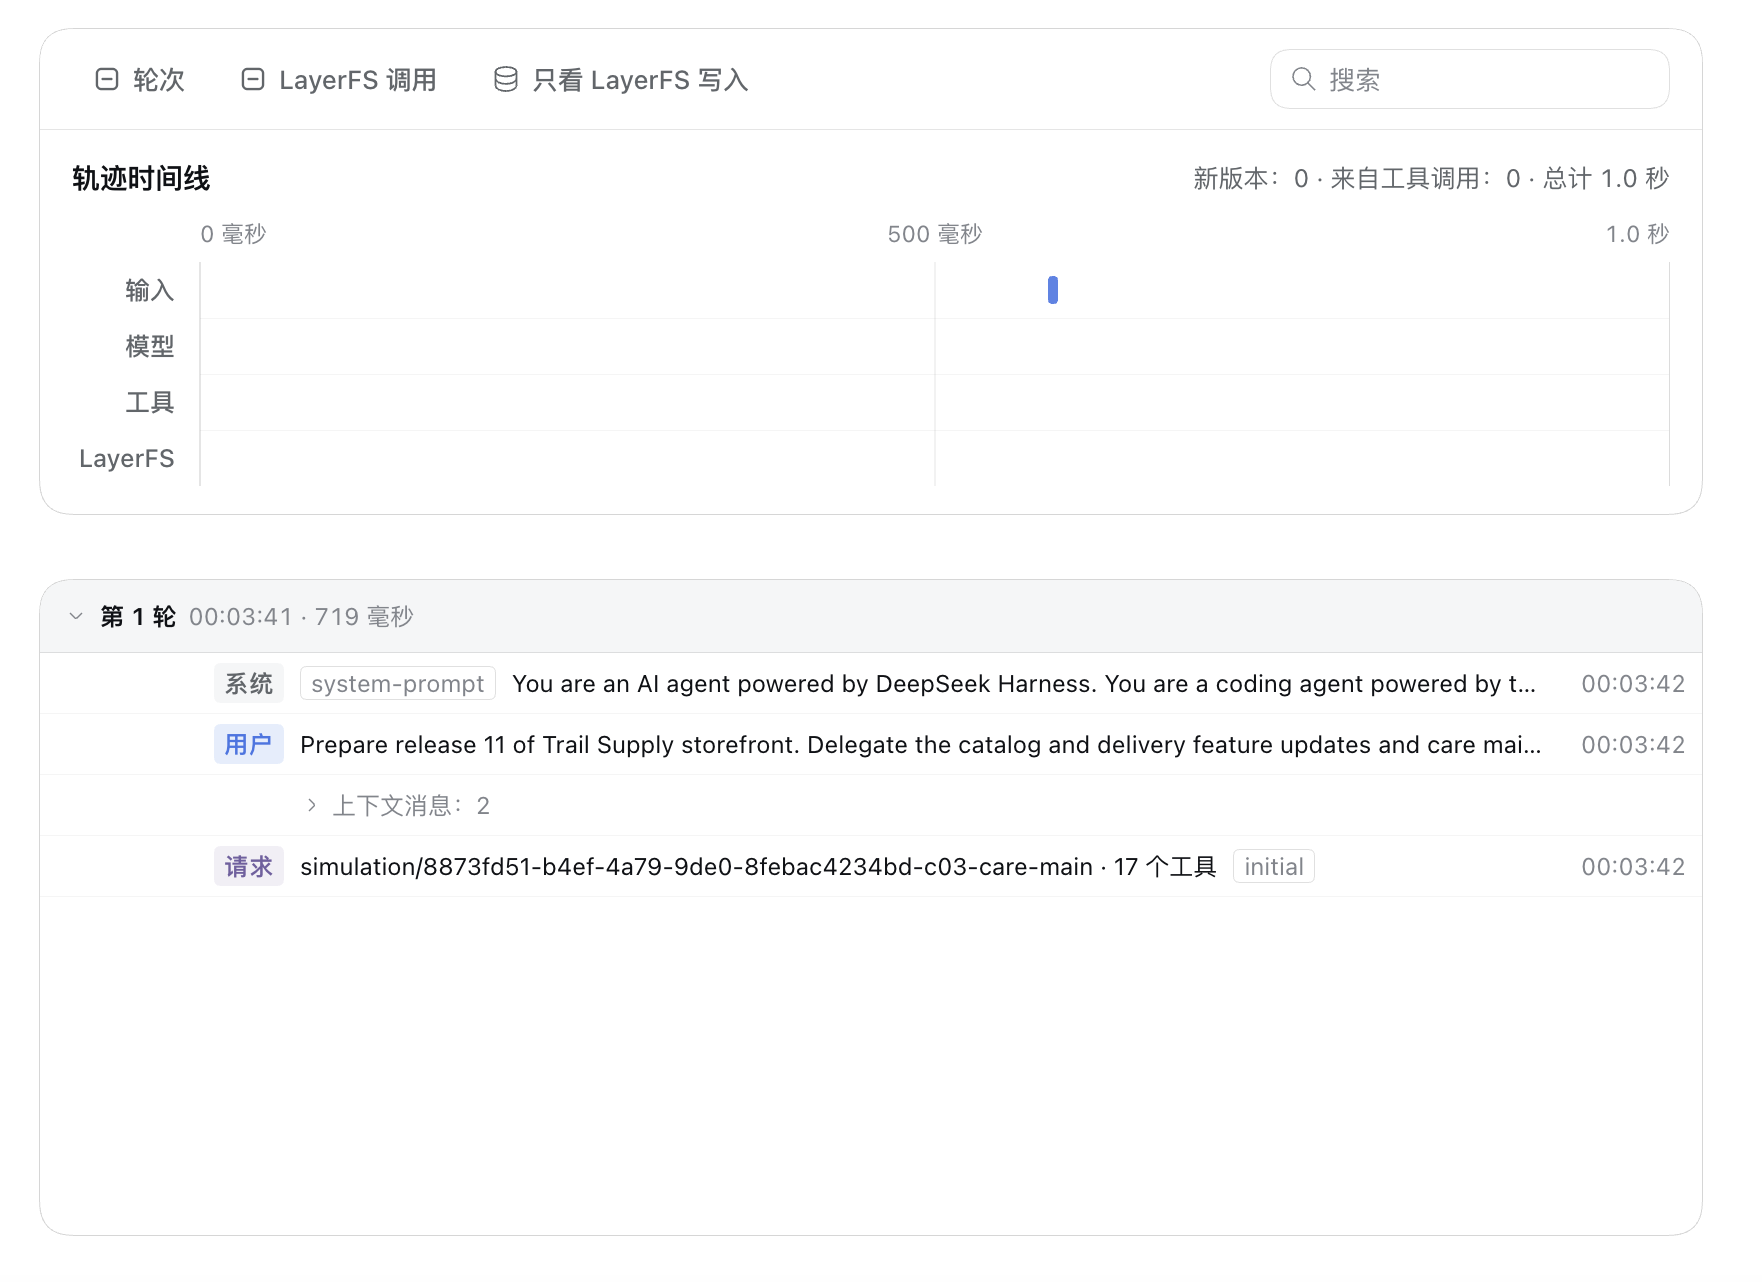 轮次 LayerFS 调用 只看 LayerFS 写入 搜索
轨迹时间线 新版本：0 · 来自工具调用：0 · 总计 1.0 秒
0 毫秒 500 毫秒 1.0 秒
输入
模型
工具
LayerFS
第 1 轮 00:03:41 · 719 毫秒
系统 system-prompt You are an AI agent powered by DeepSeek Harness. You are a coding agent powered by t... 00:03:42
用户 Prepare release 11 of Trail Supply storefront. Delegate the catalog and delivery feature updates and care mai... 00:03:42
上下文消息：2
请求 simulation/8873fd51-b4ef-4a79-9de0-8febac4234bd-c03-care-main · 17 个工具 initial 00:03:42